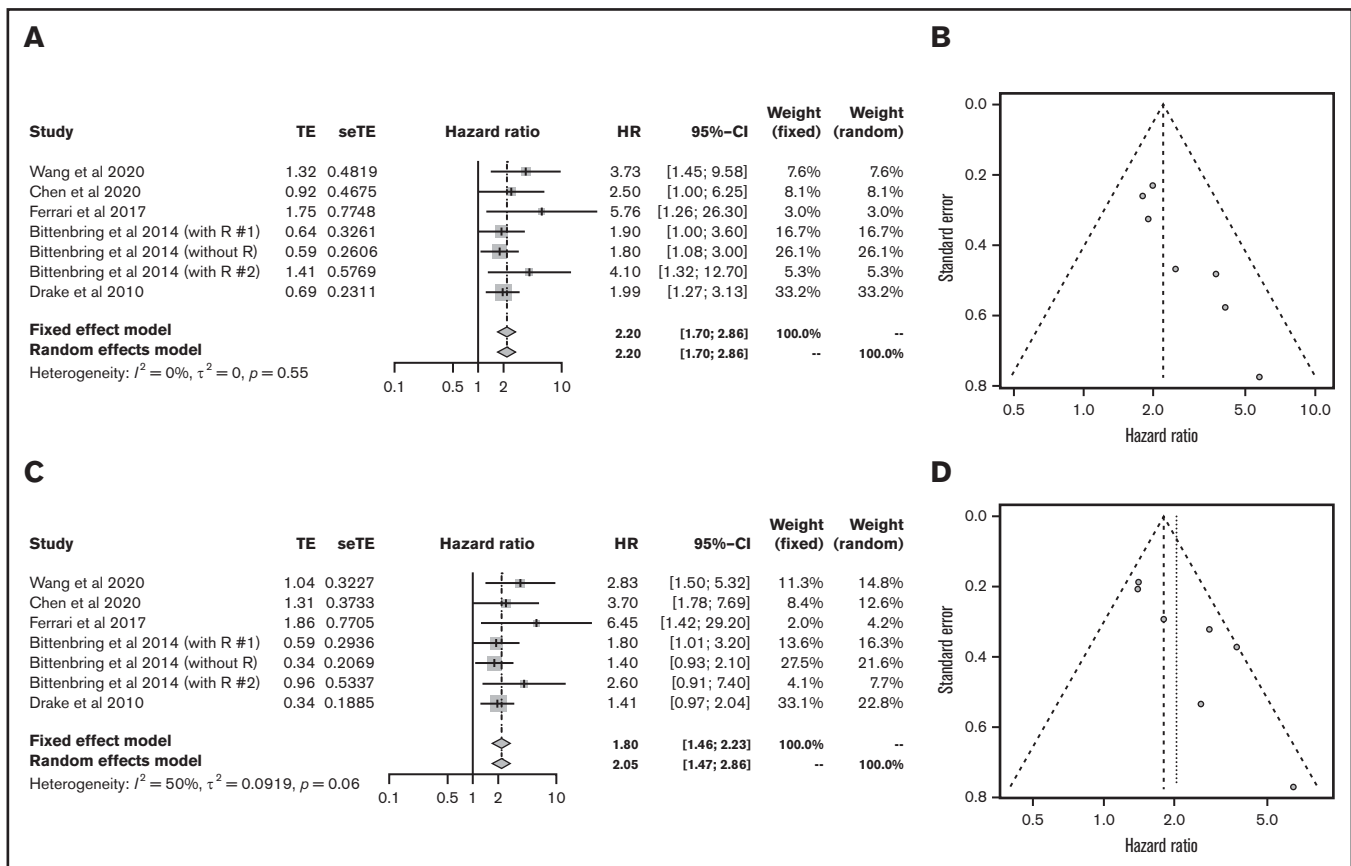 A
Weight Weight
Study TE seTE Hazard ratio HR 95%–CI (fixed) (random)
Wang et al 2020 1.32 0.4819 3.73 [1.45; 9.58] 7.6% 7.6%
Chen et al 2020 0.92 0.4675 2.50 [1.00; 6.25] 8.1% 8.1%
Ferrari et al 2017 1.75 0.7748 5.76 [1.26; 26.30] 3.0% 3.0%
Bittenbring et al 2014 (with R #1) 0.64 0.3261 1.90 [1.00; 3.60] 16.7% 16.7%
Bittenbring et al 2014 (without R) 0.59 0.2606 1.80 [1.08; 3.00] 26.1% 26.1%
Bittenbring et al 2014 (with R #2) 1.41 0.5769 4.10 [1.32; 12.70] 5.3% 5.3%
Drake et al 2010 0.69 0.2311 1.99 [1.27; 3.13] 33.2% 33.2%
Fixed effect model 2.20 [1.70; 2.86] 100.0% --
Random effects model 2.20 [1.70; 2.86] -- 100.0%
Heterogeneity: I² = 0%, τ² = 0, p = 0.55
0.1 0.5 1 2 10
B
0.0
0.2
0.4
0.6
0.8
Standard error
0.5 1.0 2.0 5.0 10.0
Hazard ratio
C
Weight Weight
Study TE seTE Hazard ratio HR 95%–CI (fixed) (random)
Wang et al 2020 1.04 0.3227 2.83 [1.50; 5.32] 11.3% 14.8%
Chen et al 2020 1.31 0.3733 3.70 [1.78; 7.69] 8.4% 12.6%
Ferrari et al 2017 1.86 0.7705 6.45 [1.42; 29.20] 2.0% 4.2%
Bittenbring et al 2014 (with R #1) 0.59 0.2936 1.80 [1.01; 3.20] 13.6% 16.3%
Bittenbring et al 2014 (without R) 0.34 0.2069 1.40 [0.93; 2.10] 27.5% 21.6%
Bittenbring et al 2014 (with R #2) 0.96 0.5337 2.60 [0.91; 7.40] 4.1% 7.7%
Drake et al 2010 0.34 0.1885 1.41 [0.97; 2.04] 33.1% 22.8%
Fixed effect model 1.80 [1.46; 2.23] 100.0% --
Random effects model 2.05 [1.47; 2.86] -- 100.0%
Heterogeneity: I² = 50%, τ² = 0.0919, p = 0.06
0.1 0.5 1 2 10
D
0.0
0.2
0.4
0.6
0.8
Standard error
0.5 1.0 2.0 5.0
Hazard ratio